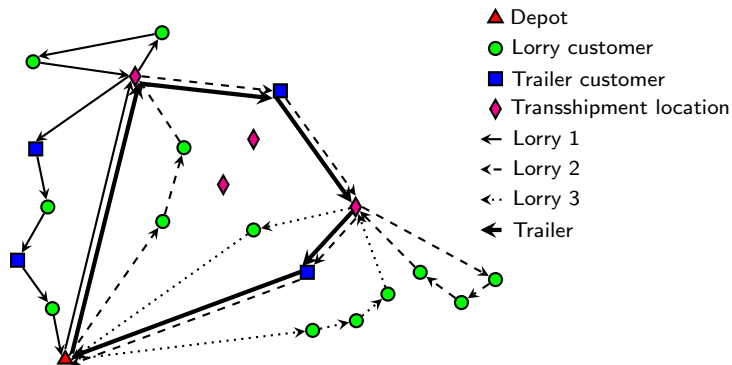 Depot
Lorry customer
Trailer customer
Transshipment location
Lorry 1
Lorry 2
Lorry 3
Trailer